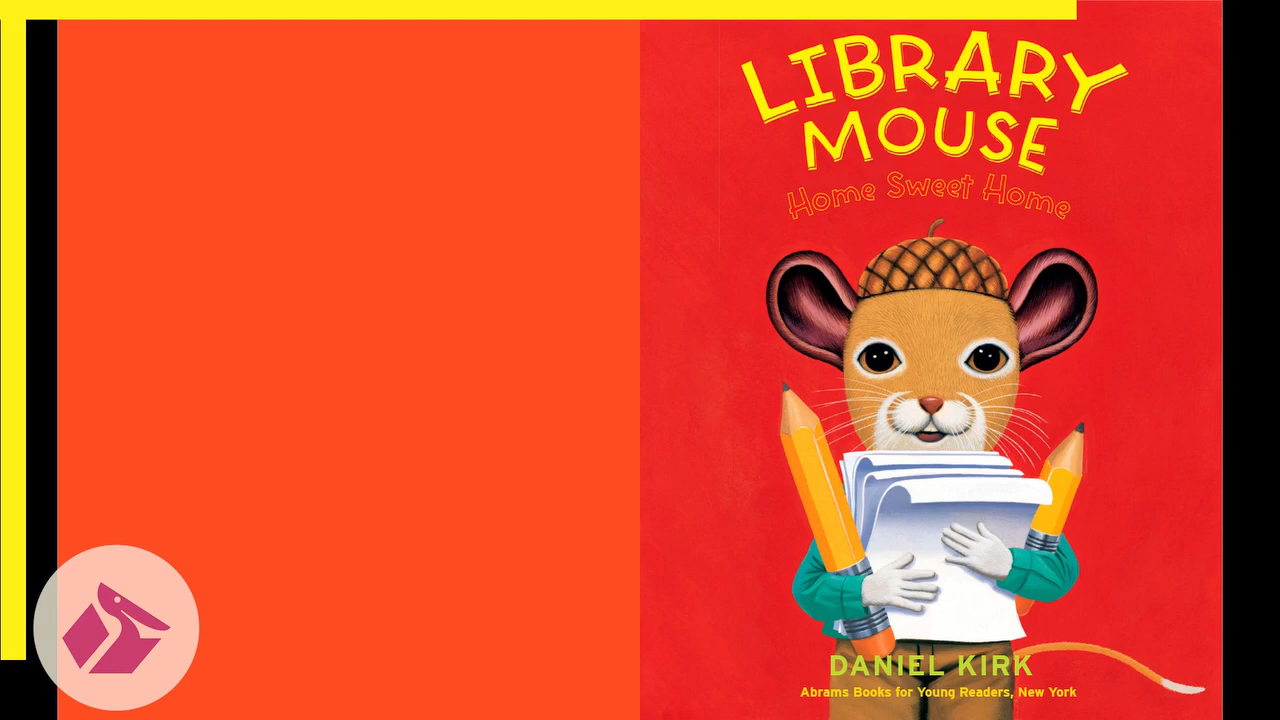 LIBRARY
MOUSE
Home Sweet Home
DANIEL KIRK
Abrams Books for Young Readers, New York